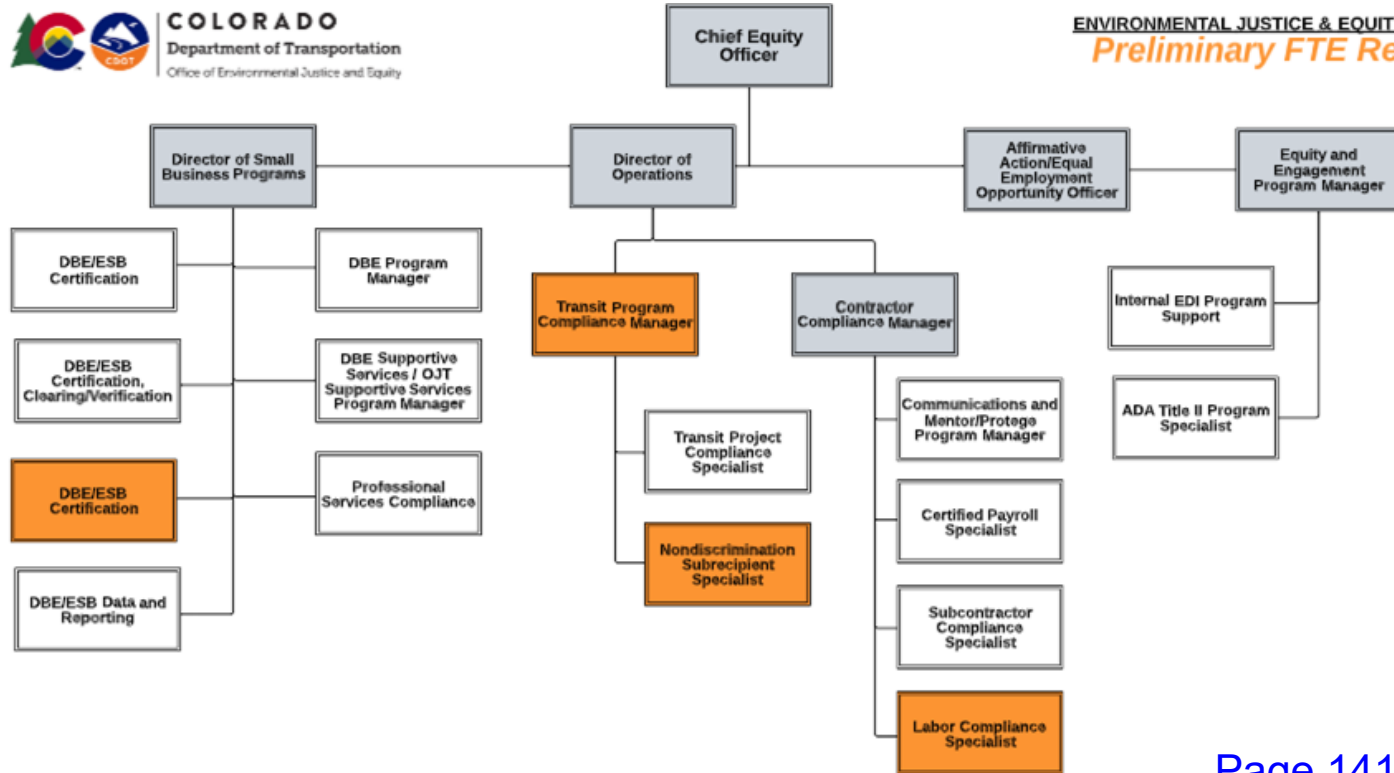 COLORADO
Department of Transportation
Office of Environmental Justice and Equity
CDOT
ENVIRONMENTAL JUSTICE & EQUIT
Preliminary FTE Re
Chief Equity
Officer
Director of Small
Business Programs
Director of
Operations
Affirmative
Action/Equal
Employment
Opportunity Officer
Equity and
Engagement
Program Manager
DBE/ESB
Certification
DBE Program
Manager
DBE/ESB
Certification,
Clearing/Verification
DBE Supportive
Services / OJT
Supportive Services
Program Manager
DBE/ESB
Certification
Professional
Services Compliance
DBE/ESB Data and
Reporting
Transit Program
Compliance Manager
Transit Project
Compliance
Specialist
Nondiscrimination
Subrecipient
Specialist
Contractor
Compliance Manager
Communications and
Mentor/Protege
Program Manager
Certified Payroll
Specialist
Subcontractor
Compliance
Specialist
Labor Compliance
Specialist
Internal EDI Program
Support
ADA Title II Program
Specialist
Page 141